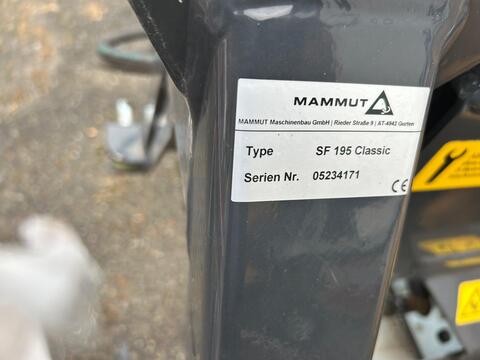 MAMMUT
MAMMUT Maschinenbau GmbH | Rieder Straße 9 | AT-4942 Gurten
Type SF 195 Classic
Serien Nr. 05234171
CE